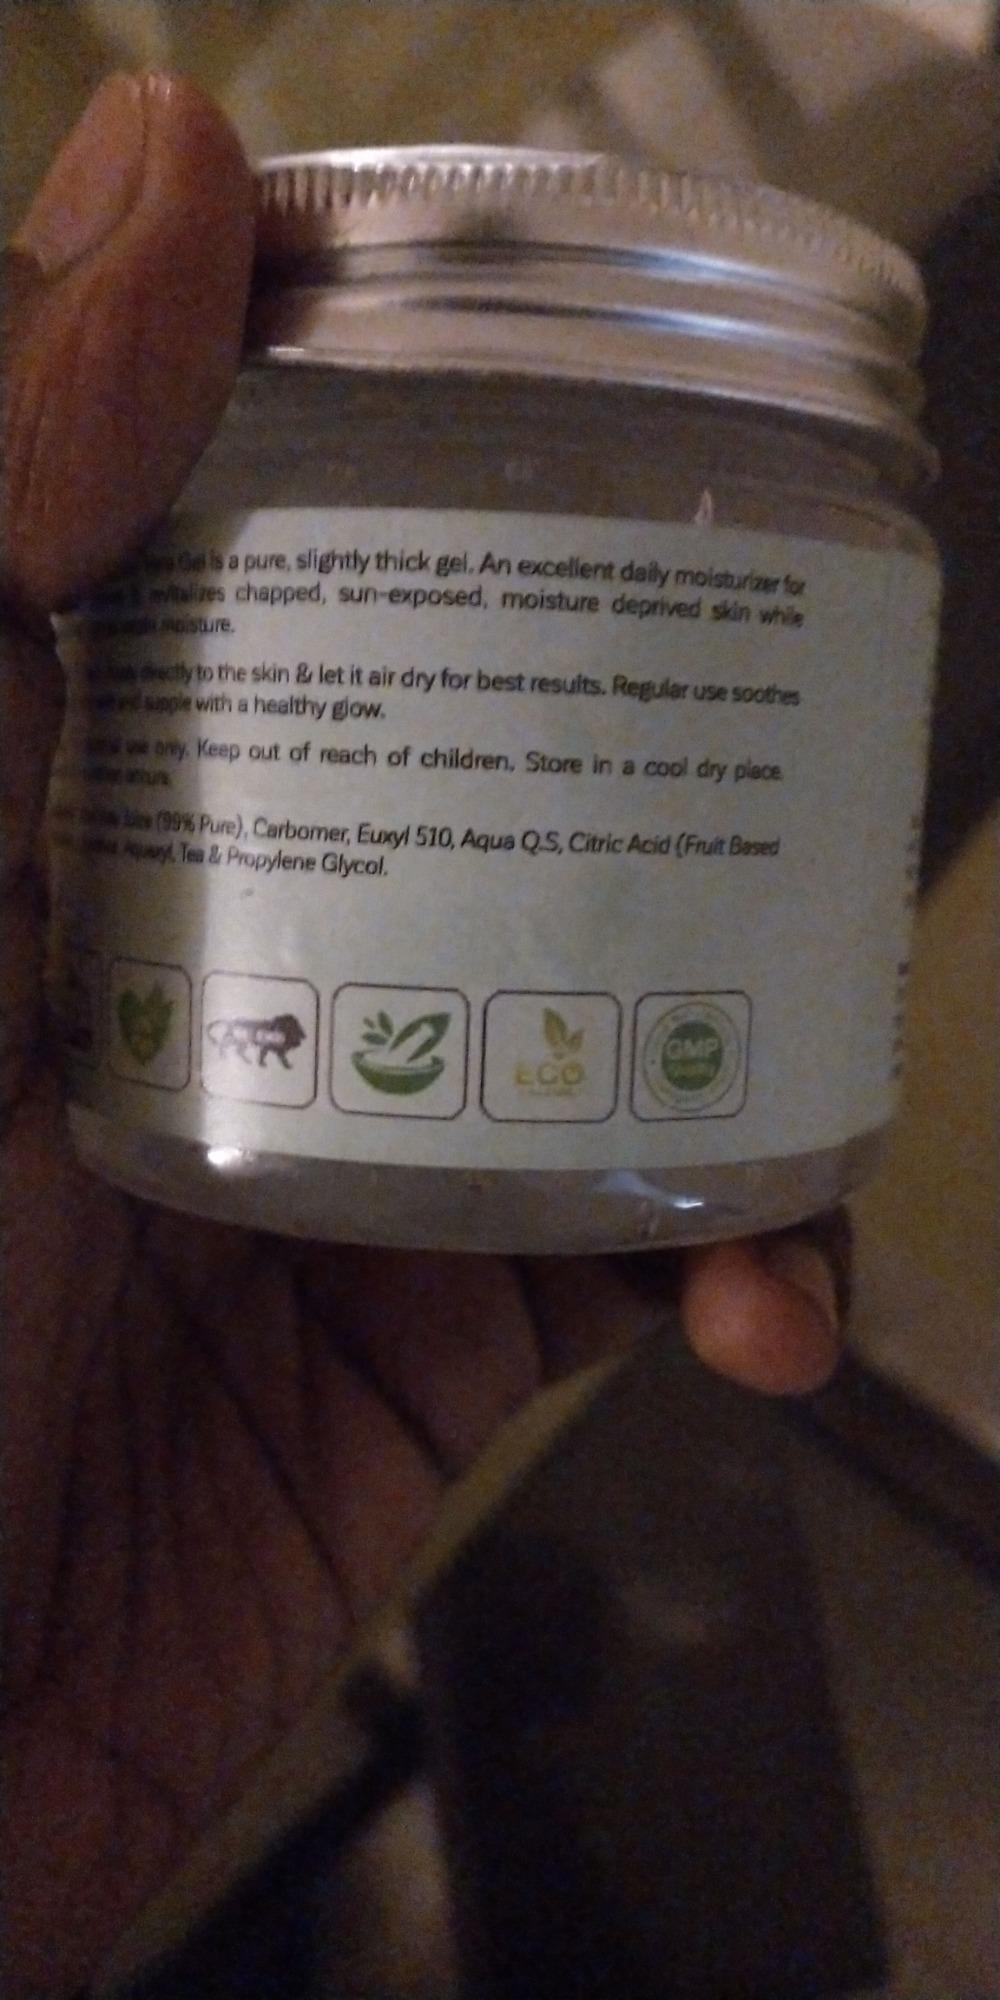 Gel is a pure, slightly thick gel. An excellent daily moisturizer for
chapped, sun-exposed, moisture deprived skin while
moisture.
directly to the skin & let it air dry for best results. Regular use soothes
supple with a healthy glow.
use only. Keep out of reach of children. Store in a cool dry place
(99% Pure), Carbomer, Euxyl 510, Aqua Q.S, Citric Acid (Fruit Based
Tea & Propylene Glycol.
ECO
GMP